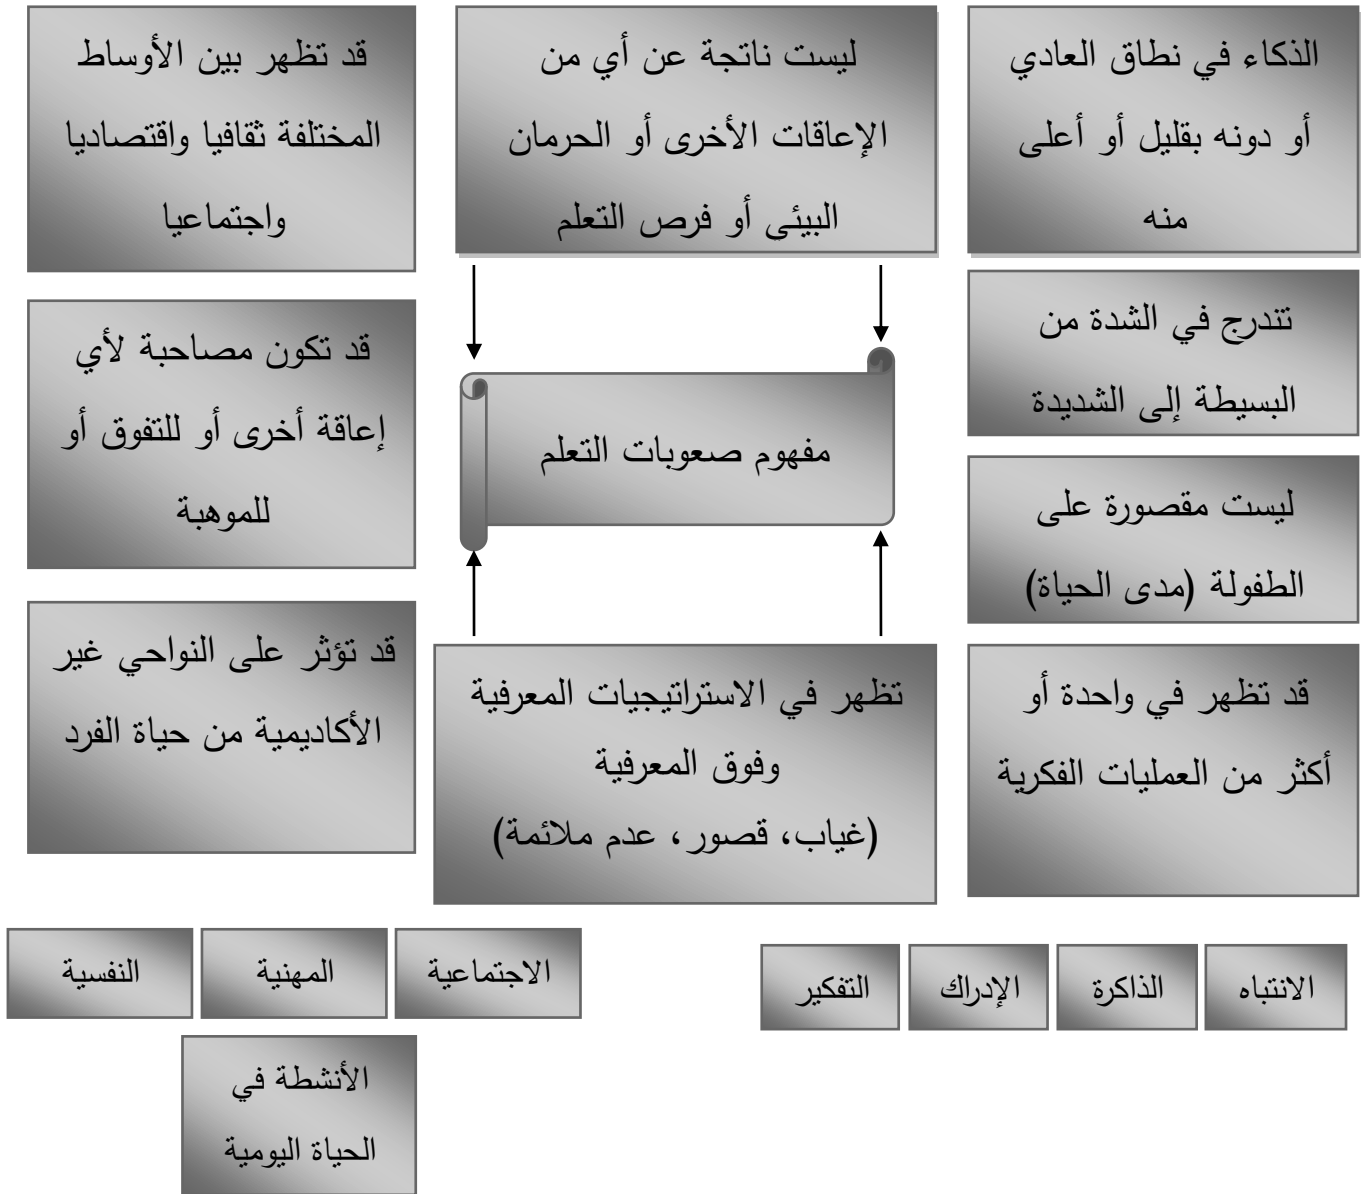 الذكاء في نطاق العادي
أو دونه بقليل أو أعلى
منه
ليست ناتجة عن أي من
الإعاقات الأخرى أو الحرمان
البيئي أو فرص التعلم
قد تظهر بين الأوساط
المختلفة ثقافيا واقتصاديا
واجتماعيا
تتدرج في الشدة من
البسيطة إلى الشديدة
مفهوم صعوبات التعلم
قد تكون مصاحبة لأي
إعاقة أخرى أو للتفوق أو
للموهبة
ليست مقصورة على
الطفولة (مدى الحياة)
قد تظهر في واحدة أو
أكثر من العمليات الفكرية
تظهر في الاستراتيجيات المعرفية
وفوق المعرفية
(غياب، قصور، عدم ملائمة)
قد تؤثر على النواحي غير
الأكاديمية من حياة الفرد
الانتباه
الذاكرة
الإدراك
التفكير
الاجتماعية
المهنية
النفسية
الأنشطة في
الحياة اليومية